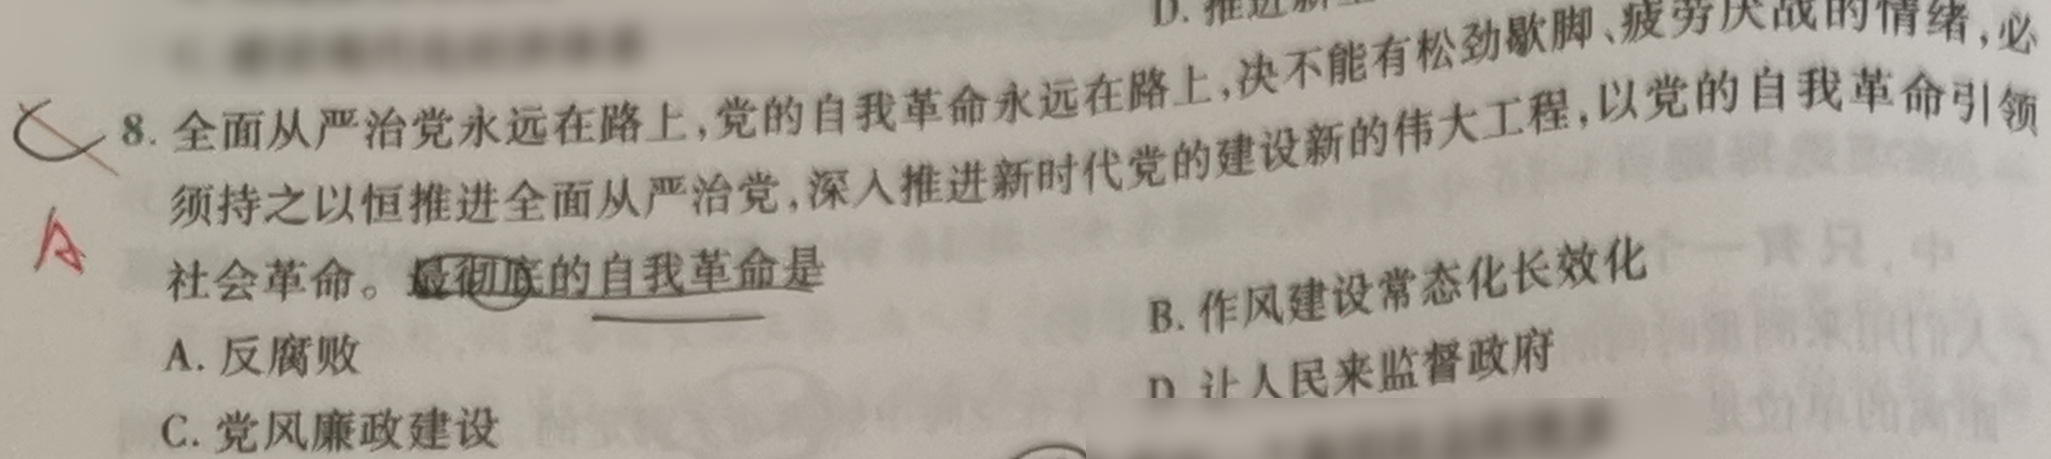 D. 推进新
8. 全面从严治党永远在路上,党的自我革命永远在路上,决不能有松劲歇脚、疲劳厌战的情绪,必
须持之以恒推进全面从严治党,深入推进新时代党的建设新的伟大工程,以党的自我革命引领
社会革命。最彻底的自我革命是
A. 反腐败
B. 作风建设常态化长效化
C. 党风廉政建设
D. 让人民来监督政府
C
A